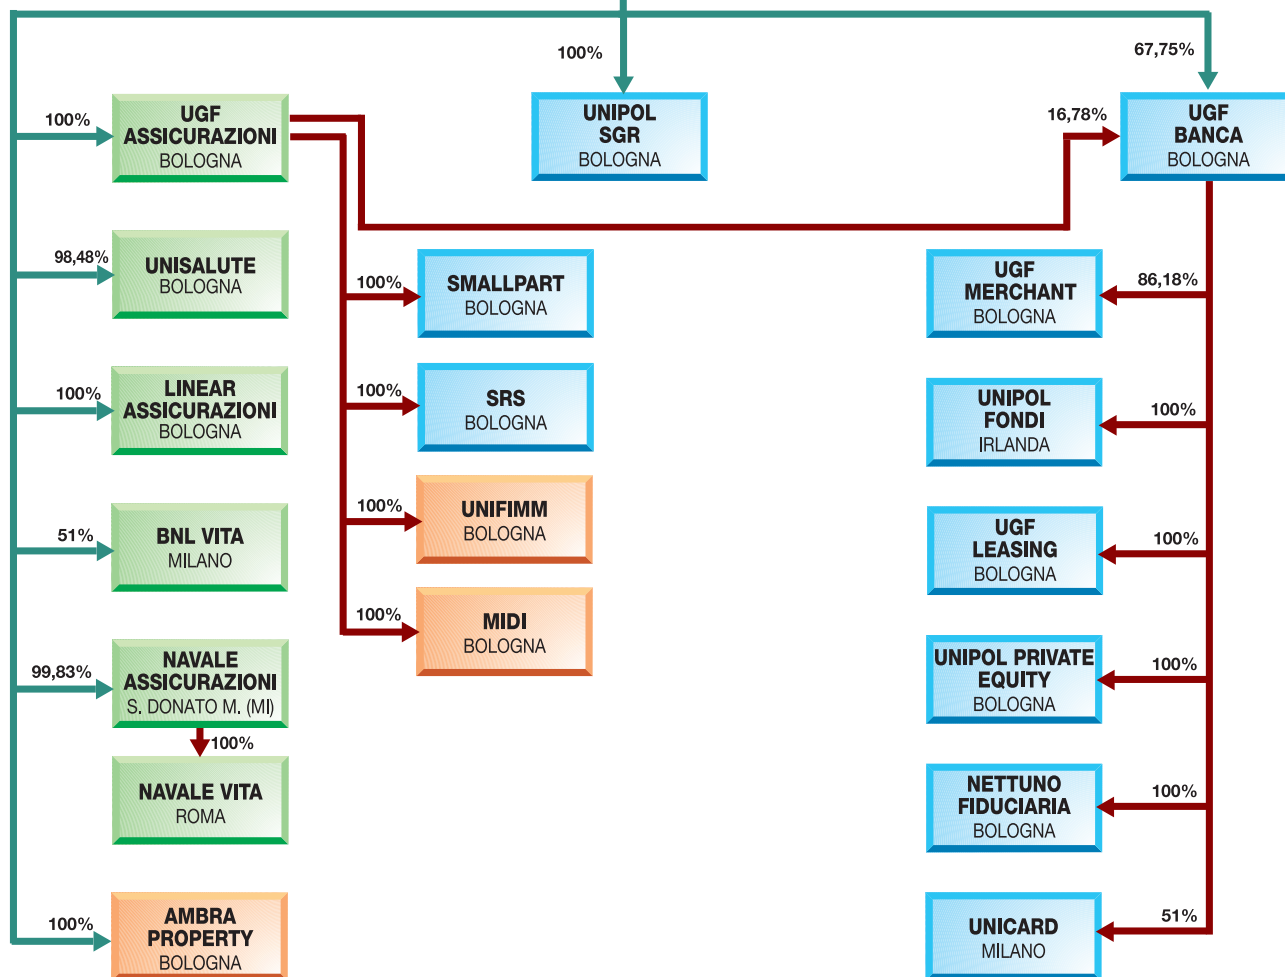 100%
67,75%
100%
UGF
ASSICURAZIONI
BOLOGNA
UNIPOL
SGR
BOLOGNA
16,78%
UGF
BANCA
BOLOGNA
98,48%
UNISALUTE
BOLOGNA
100%
SMALLPART
BOLOGNA
UGF
MERCHANT
BOLOGNA
86,18%
100%
LINEAR
ASSICURAZIONI
BOLOGNA
100%
SRS
BOLOGNA
UNIPOL
FONDI
IRLANDA
100%
51%
BNL VITA
MILANO
100%
UNIFIMM
BOLOGNA
UGF
LEASING
BOLOGNA
100%
99,83%
NAVALE
ASSICURAZIONI
S. DONATO M. (MI)
100%
MIDI
BOLOGNA
UNIPOL PRIVATE
EQUITY
BOLOGNA
100%
100%
NAVALE VITA
ROMA
NETTUNO
FIDUCIARIA
BOLOGNA
100%
100%
AMBRA
PROPERTY
BOLOGNA
UNICARD
MILANO
51%